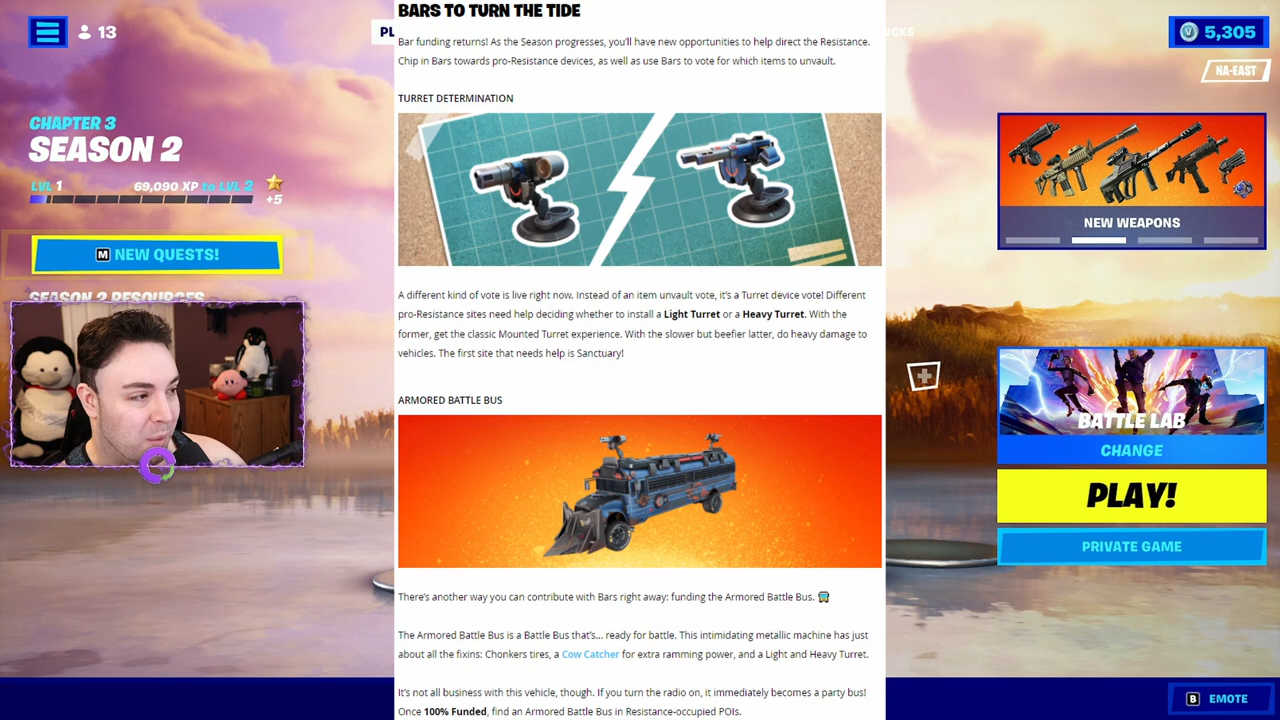 13
PL
UCKS
5,305
NA-EAST
CHAPTER 3
SEASON 2
LVL 1
69,090 XP to LVL 2
+5
M NEW QUESTS!
SEASON 2 RESOURCES
BARS TO TURN THE TIDE
Bar funding returns! As the Season progresses, you'll have new opportunities to help direct the Resistance.
Chip in Bars towards pro-Resistance devices, as well as use Bars to vote for which items to unvault.
TURRET DETERMINATION
A different kind of vote is live right now. Instead of an item unvault vote, it's a Turret device vote! Different
pro-Resistance sites need help deciding whether to install a Light Turret or a Heavy Turret. With the
former, get the classic Mounted Turret experience. With the slower but beefier latter, do heavy damage to
vehicles. The first site that needs help is Sanctuary!
ARMORED BATTLE BUS
There's another way you can contribute with Bars right away: funding the Armored Battle Bus.
The Armored Battle Bus is a Battle Bus that's... ready for battle. This intimidating metallic machine has just
about all the fixins: Chonkers tires, a Cow Catcher for extra ramming power, and a Light and Heavy Turret.
It's not all business with this vehicle, though. If you turn the radio on, it immediately becomes a party bus!
Once 100% Funded, find an Armored Battle Bus in Resistance-occupied POIs.
NEW WEAPONS
BATTLE LAB
CHANGE
PLAY!
PRIVATE GAME
B EMOTE